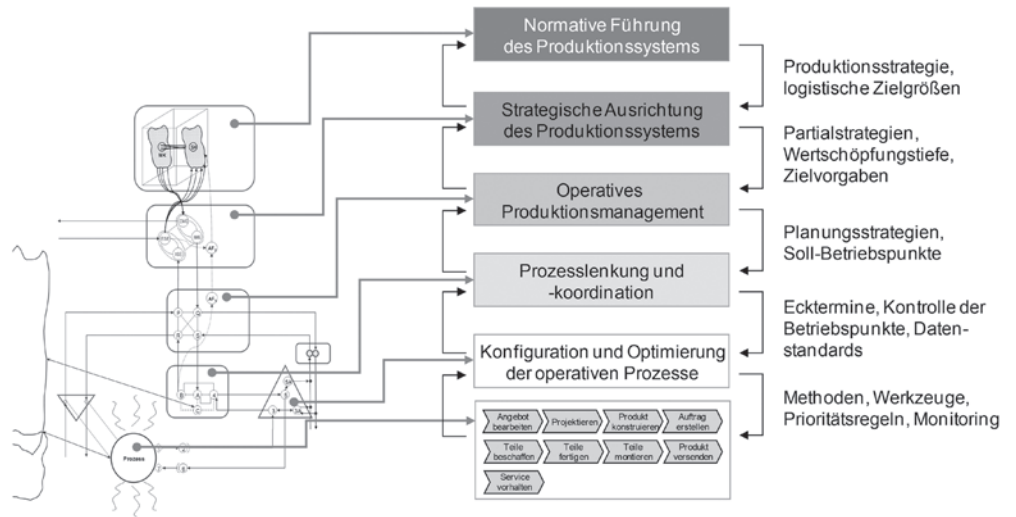 Normative Führung
des Produktionssystems
Produktionsstrategie,
logistische Zielgrößen
Strategische Ausrichtung
des Produktionssystems
Partialstrategien,
Wertschöpfungstiefe,
Zielvorgaben
Operatives
Produktionsmanagement
Planungsstrategien,
Soll-Betriebspunkte
Prozesslenkung und
-koordination
Ecktermine, Kontrolle der
Betriebspunkte, Daten-
standards
Konfiguration und Optimierung
der operativen Prozesse
Methoden, Werkzeuge,
Prioritätsregeln, Monitoring
Angebot
bearbeiten
Projektieren
Produkt
konstruieren
Auftrag
erstellen
Teile
beschaffen
Teile
fertigen
Teile
montieren
Produkt
versenden
Service
vorhalten
Prozess